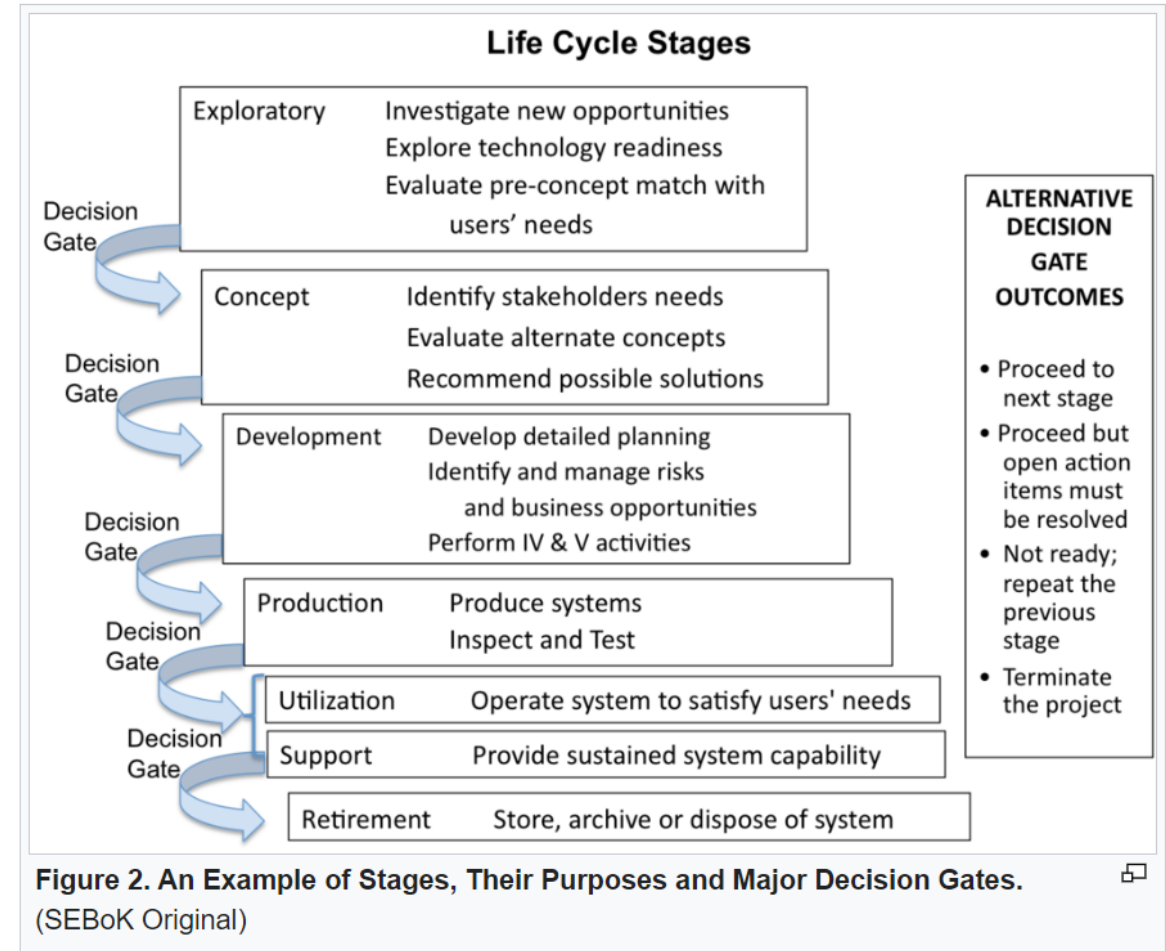 Life Cycle Stages
Exploratory Investigate new opportunities
Explore technology readiness
Evaluate pre-concept match with
users’ needs
Decision
Gate
Concept Identify stakeholders needs
Evaluate alternate concepts
Recommend possible solutions
Decision
Gate
Development Develop detailed planning
Identify and manage risks
and business opportunities
Perform IV & V activities
Decision
Gate
Production Produce systems
Inspect and Test
Decision
Gate
Utilization Operate system to satisfy users' needs
Support Provide sustained system capability
Decision
Gate
Retirement Store, archive or dispose of system
ALTERNATIVE
DECISION
GATE
OUTCOMES
• Proceed to
next stage
• Proceed but
open action
items must
be resolved
• Not ready;
repeat the
previous
stage
• Terminate
the project
Figure 2. An Example of Stages, Their Purposes and Major Decision Gates.
(SEBoK Original)